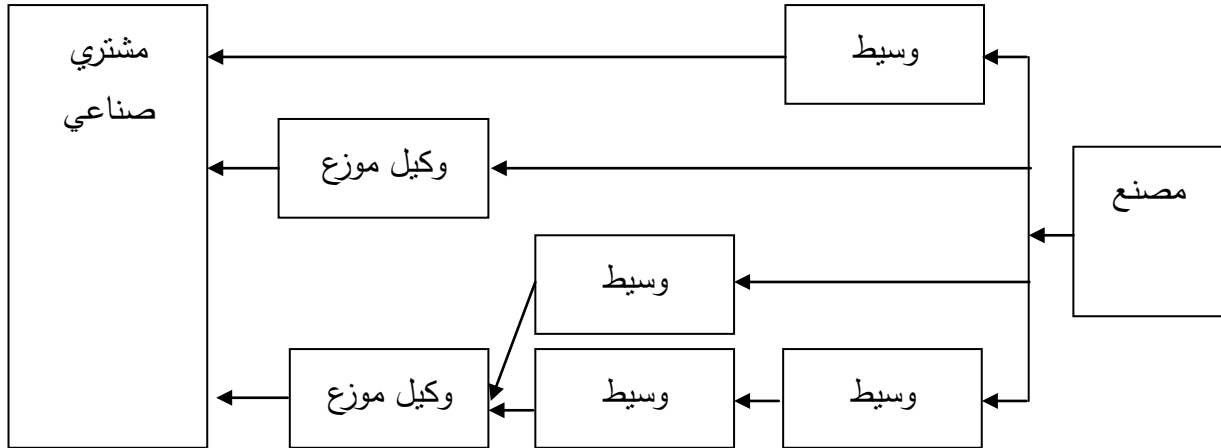 وسيط
مشتري
صناعي
وكيل موزع
مصنع
وسيط
وسيط
وسيط
وكيل موزع